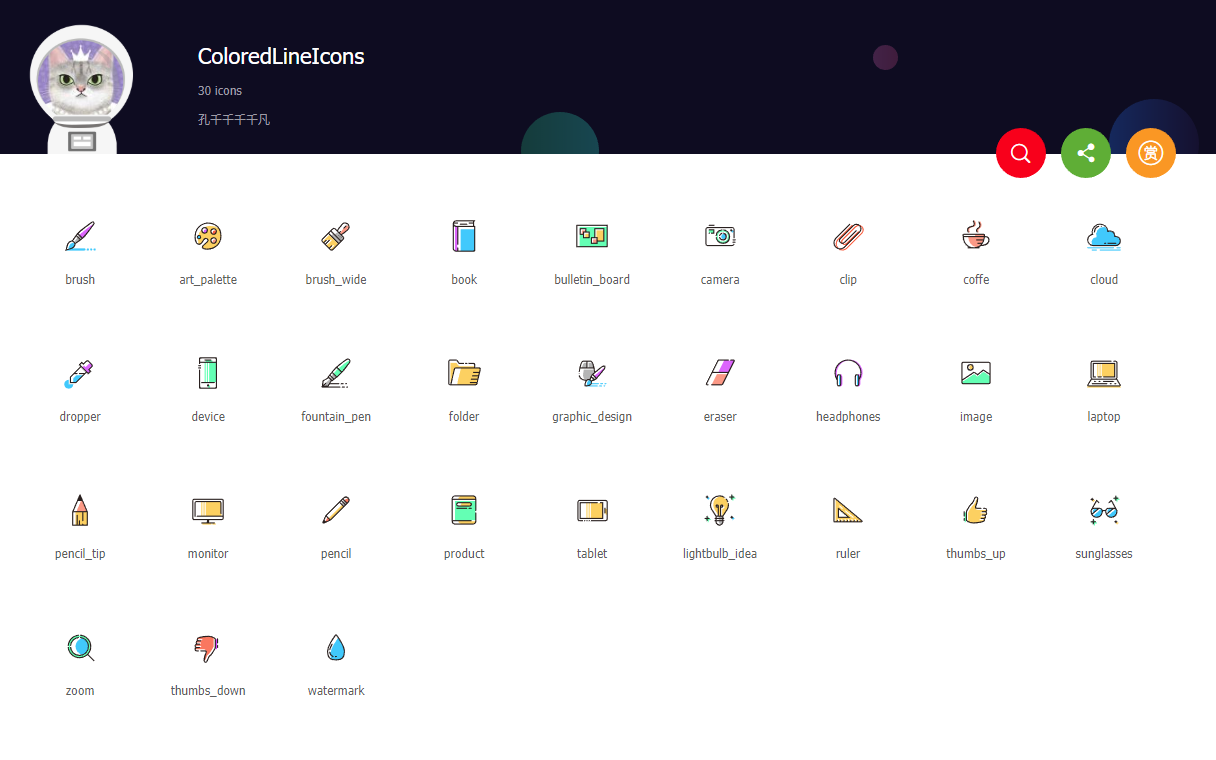 ColoredLineIcons
30 icons
孔千千千千凡
赏
brush art_palette brush_wide book bulletin_board camera clip coffe cloud
dropper device fountain_pen folder graphic_design eraser headphones image laptop
pencil_tip monitor pencil product tablet lightbulb_idea ruler thumbs_up sunglasses
zoom thumbs_down watermark